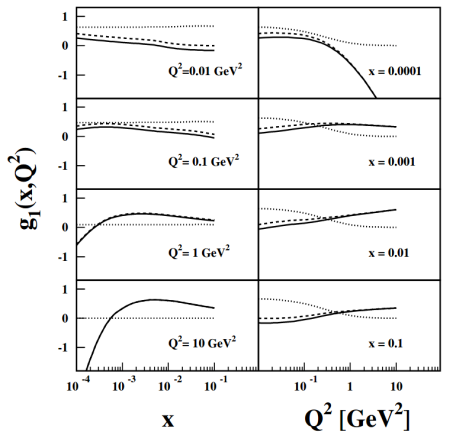 g₁(x,Q²)
1
0
-1
Q²=0.01 GeV²
x = 0.0001
1
0
-1
Q²= 0.1 GeV²
x = 0.001
1
0
-1
Q²= 1 GeV²
x = 0.01
1
0
-1
Q²= 10 GeV²
x = 0.1
10⁻⁴ 10⁻³ 10⁻² 10⁻¹ 10⁻¹ 1 10
x Q² [GeV²]